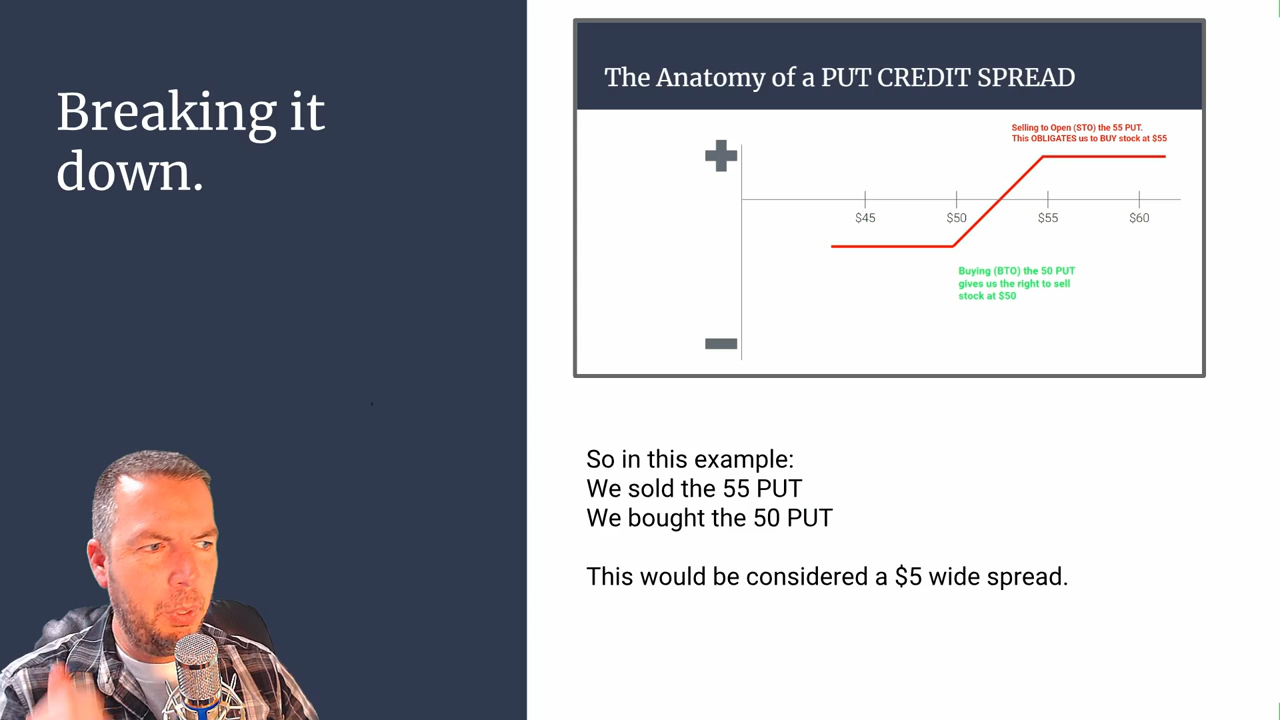 Breaking it
down.
The Anatomy of a PUT CREDIT SPREAD
Selling to Open (STO) the 55 PUT.
This OBLIGATES us to BUY stock at $55
$45
$50
$55
$60
Buying (BTO) the 50 PUT
gives us the right to sell
stock at $50
So in this example:
We sold the 55 PUT
We bought the 50 PUT
This would be considered a $5 wide spread.